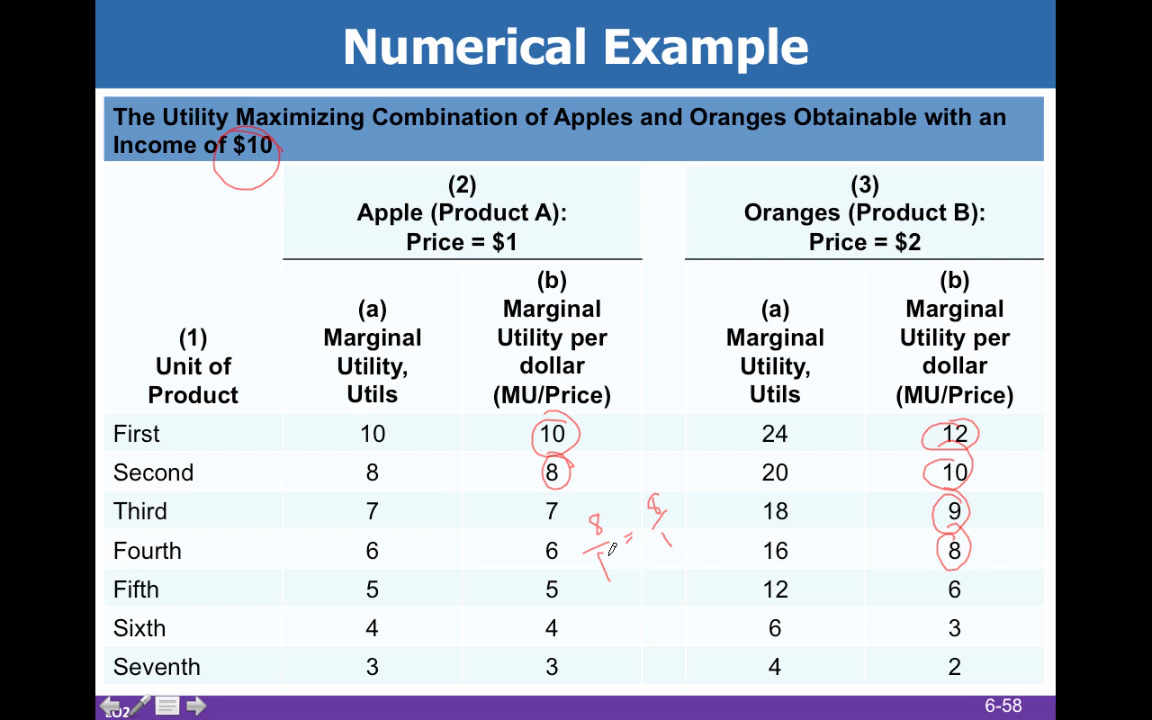 Numerical Example
The Utility Maximizing Combination of Apples and Oranges Obtainable with an
Income of $10
(2)
Apple (Product A):
Price = $1
(3)
Oranges (Product B):
Price = $2
(1)
Unit of
Product
(a)
Marginal
Utility,
Utils
(b)
Marginal
Utility per
dollar
(MU/Price)
(a)
Marginal
Utility,
Utils
(b)
Marginal
Utility per
dollar
(MU/Price)
First 10 10 24 12
Second 8 8 20 10
Third 7 7 18 9
Fourth 6 6 16 8
Fifth 5 5 12 6
Sixth 4 4 6 3
Seventh 3 3 4 2
8/1 = 8/1
LO2
6-58